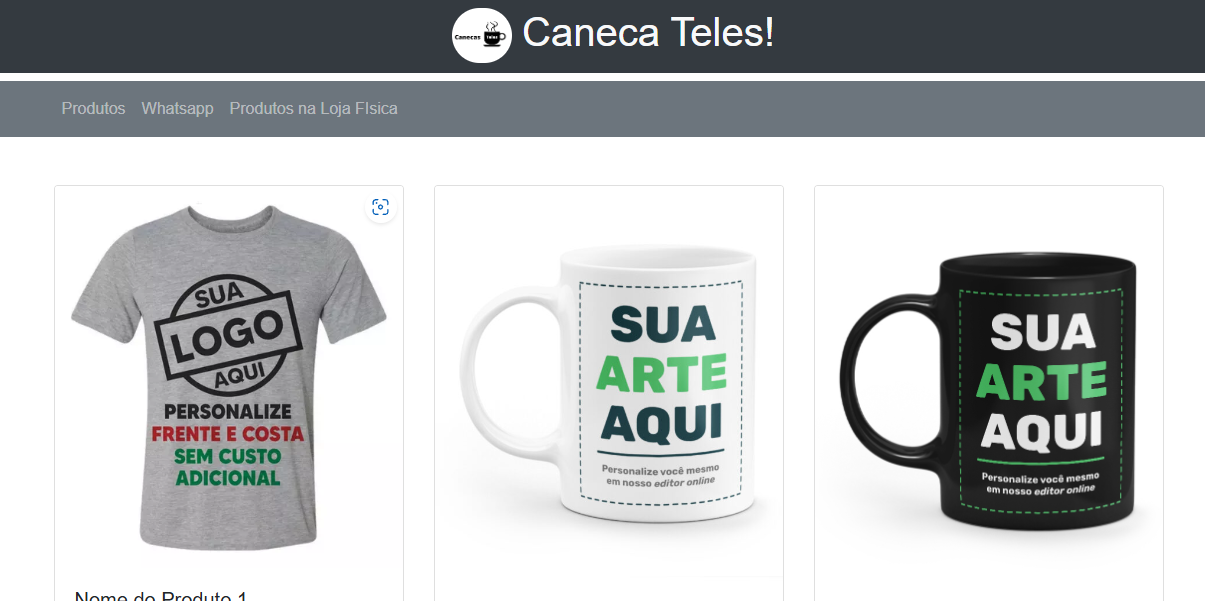 Canecas Teles
Caneca Teles!
Produtos Whatsapp Produtos na Loja FIsica
SUA
LOGO
AQUI
PERSONALIZE
FRENTE E COSTA
SEM CUSTO
ADICIONAL
SUA
ARTE
AQUI
Personalize você mesmo
em nosso editor online
SUA
ARTE
AQUI
Personalize você mesmo
em nosso editor online
Nome do Produto 1